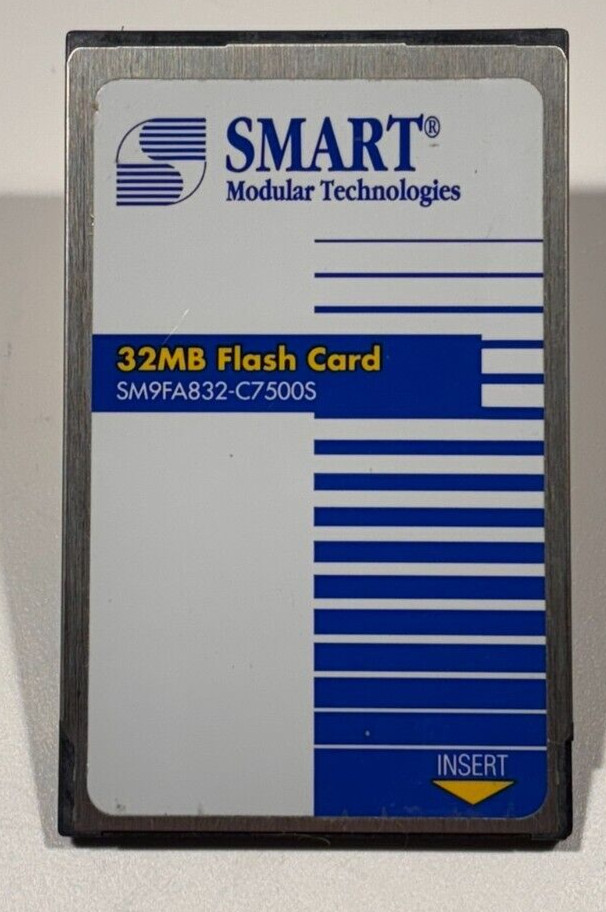 SMART®
Modular Technologies
32MB Flash Card
SM9FA832-C7500S
INSERT